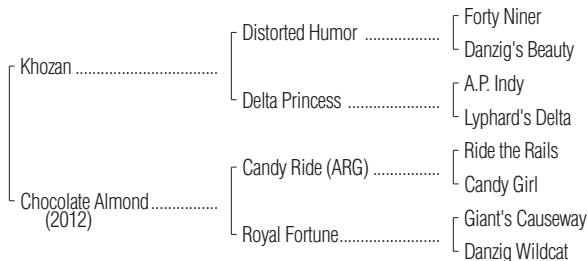 Forty Niner
Distorted Humor ..................
Danzig's Beauty
Khozan ..................................
A.P. Indy
Delta Princess ......................
Lyphard's Delta
Ride the Rails
Candy Ride (ARG) ................
Candy Girl
Chocolate Almond ...................
(2012)
Giant's Causeway
Royal Fortune........................
Danzig Wildcat